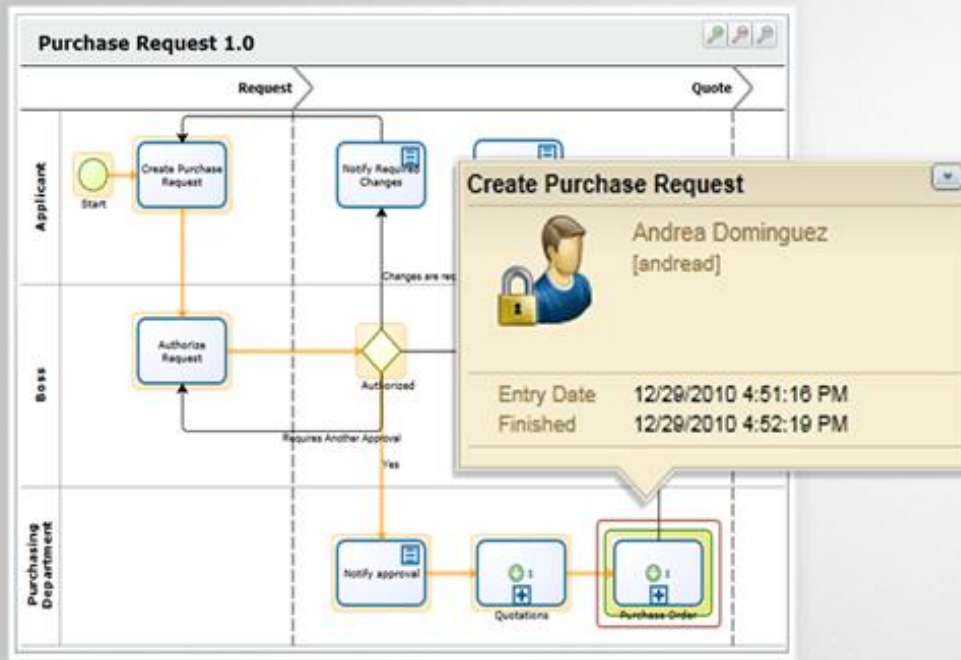 Purchase Request 1.0
Request
Quote
Applicant
Start
Create Purchase
Request
Notify Required
Changes
Create Purchase Request
Andrea Dominguez
[andread]
Entry Date 12/29/2010 4:51:16 PM
Finished 12/29/2010 4:52:19 PM
Changes are
Boss
Authorize
Request
Authorized
Requires Another Approval
Yes
Purchasing
Department
Notify approval
1
Quotations
1
Purchase Order